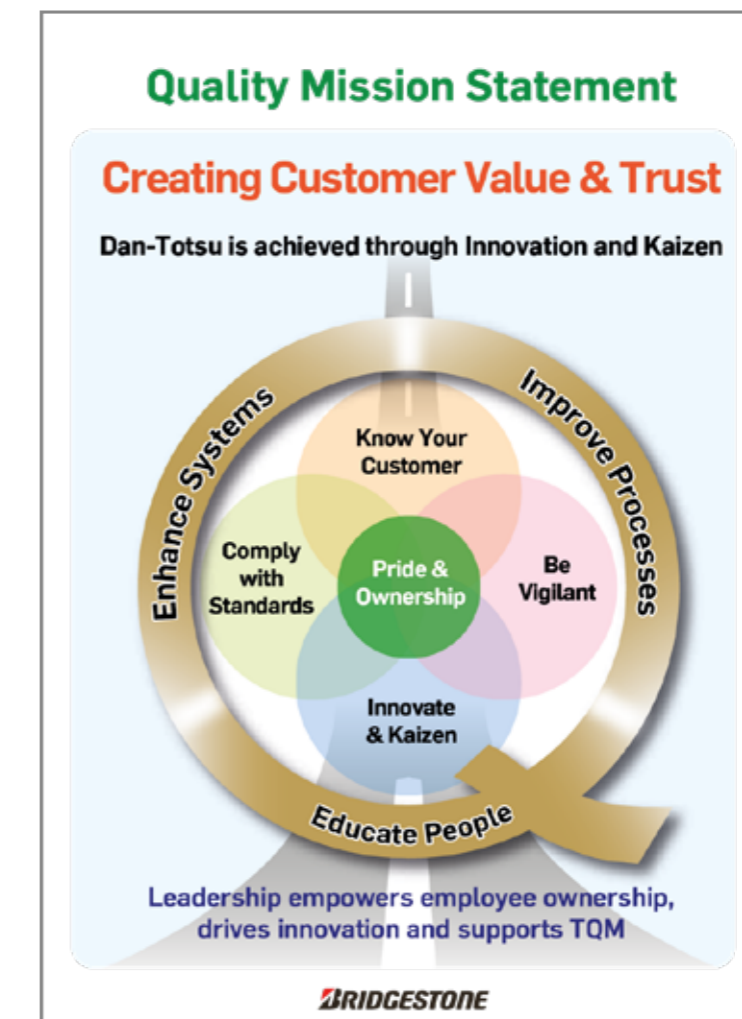 Quality Mission Statement
Creating Customer Value & Trust
Dan-Totsu is achieved through Innovation and Kaizen
Enhance Systems
Improve Processes
Know Your
Customer
Comply
with
Standards
Pride &
Ownership
Be
Vigilant
Innovate
& Kaizen
Educate People
Leadership empowers employee ownership,
drives innovation and supports TQM
BRIDGESTONE